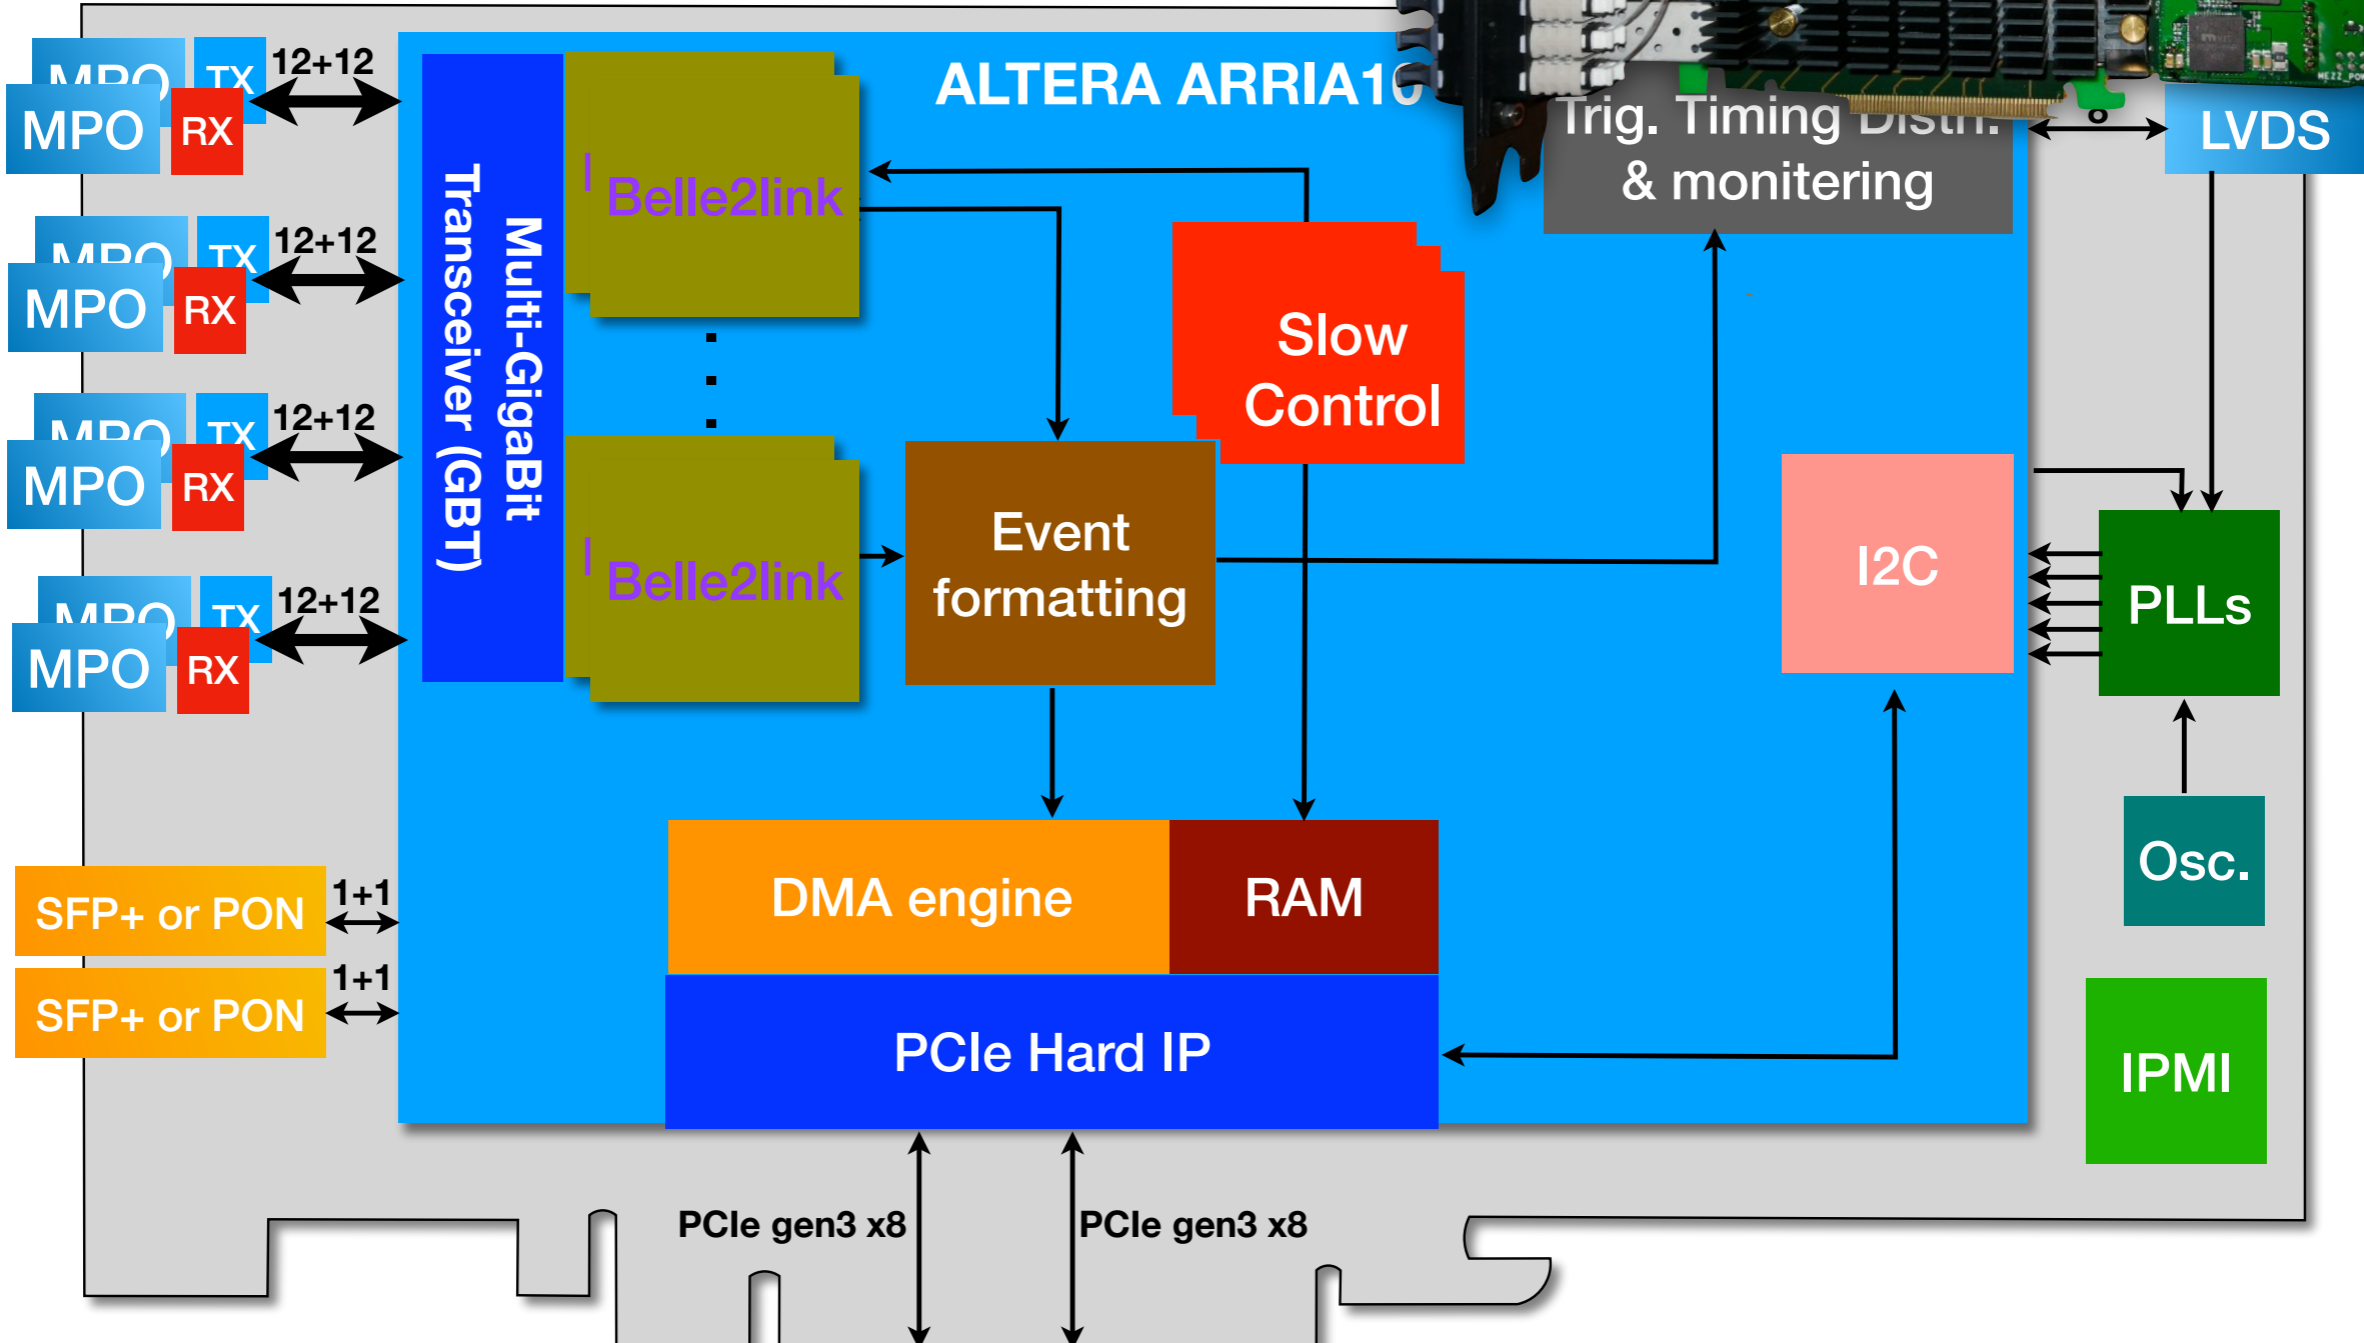 ALTERA ARRIA10
MPO
TX
MPO
RX
12+12
MPO
TX
MPO
RX
12+12
MPO
TX
MPO
RX
12+12
MPO
TX
MPO
RX
12+12
SFP+ or PON
1+1
SFP+ or PON
1+1
Multi-GigaBit
Transceiver (GBT)
Belle2link
Belle2link
Event
formatting
Slow
Control
Trig. Timing Distri.
& monitering
8
LVDS
I2C
PLLs
Osc.
IPMI
DMA engine
RAM
PCIe Hard IP
PCIe gen3 x8
PCIe gen3 x8